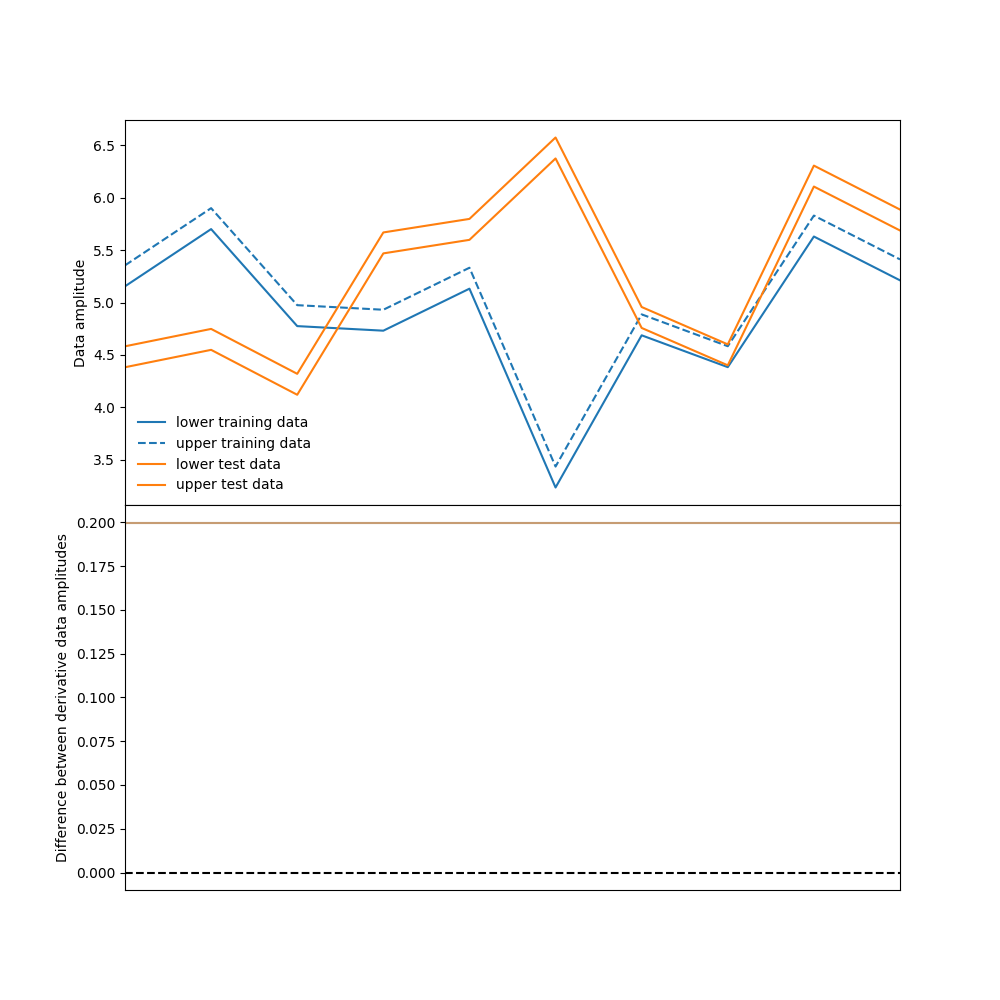 6.5
6.0
5.5
5.0
4.5
4.0
3.5
Data amplitude
lower training data
upper training data
lower test data
upper test data
0.200
0.175
0.150
0.125
0.100
0.075
0.050
0.025
0.000
Difference between derivative data amplitudes